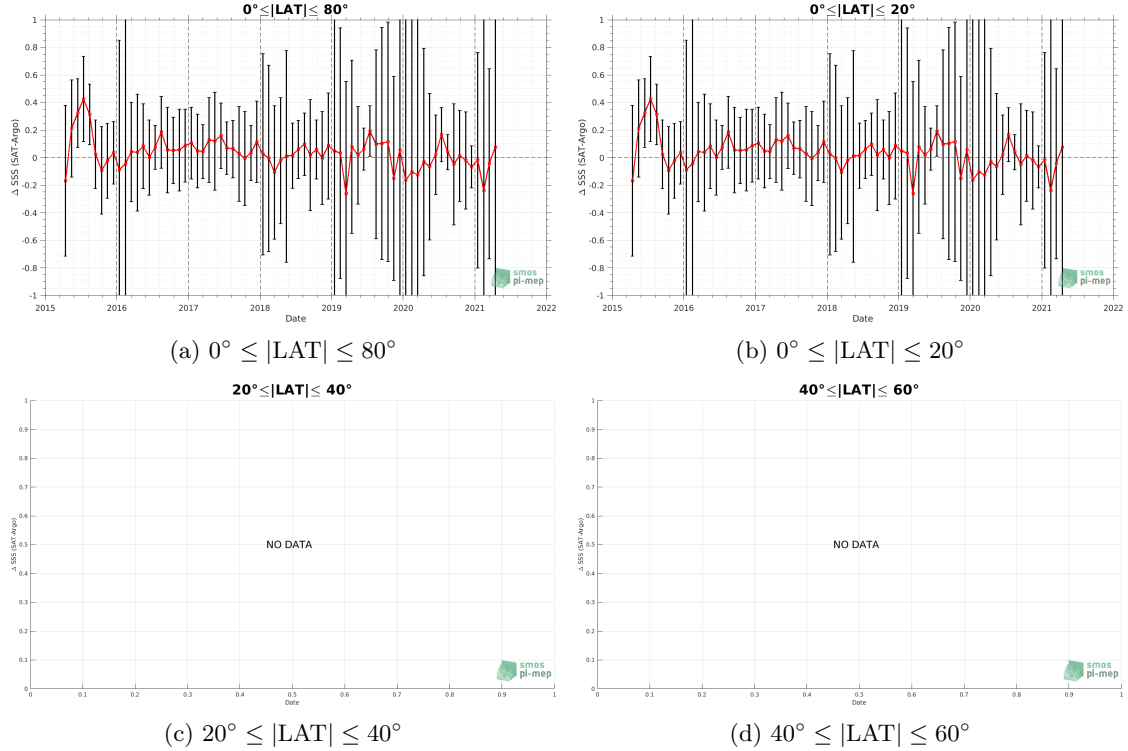 0°≤|LAT|≤ 80°
1
0.8
0.6
0.4
0.2
0
-0.2
-0.4
-0.6
-0.8
-1
Δ SSS (SAT-Argo)
2015 2016 2017 2018 2019 2020 2021 2022
Date
smos
pi-mep
(a) 0° ≤ |LAT| ≤ 80°
0°≤|LAT|≤ 20°
1
0.8
0.6
0.4
0.2
0
-0.2
-0.4
-0.6
-0.8
-1
Δ SSS (SAT-Argo)
2015 2016 2017 2018 2019 2020 2021 2022
Date
smos
pi-mep
(b) 0° ≤ |LAT| ≤ 20°
20°≤|LAT|≤ 40°
1
0.9
0.8
0.7
0.6
0.5
0.4
0.3
0.2
0.1
0
Δ SSS (SAT-Argo)
NO DATA
0 0.1 0.2 0.3 0.4 0.5 0.6 0.7 0.8 0.9 1
Date
smos
pi-mep
(c) 20° ≤ |LAT| ≤ 40°
40°≤|LAT|≤ 60°
1
0.9
0.8
0.7
0.6
0.5
0.4
0.3
0.2
0.1
0
Δ SSS (SAT-Argo)
NO DATA
0 0.1 0.2 0.3 0.4 0.5 0.6 0.7 0.8 0.9 1
Date
smos
pi-mep
(d) 40° ≤ |LAT| ≤ 60°